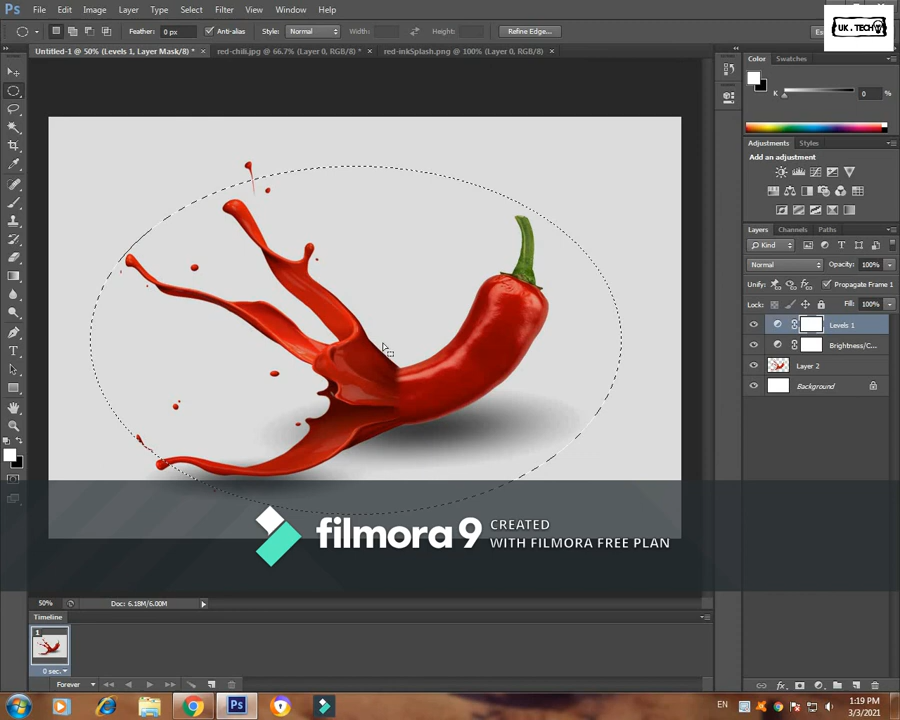 Ps File Edit Image Layer Type Select Filter View Window Help
UK . TECH
Feather: 0 px Anti-alias Style: Normal Width: Height: Refine Edge...
Untitled-1 @ 50% (Levels 1, Layer Mask/8) * × red-chili.jpg @ 66.7% (Layer 0, RGB/8) * × red-inkSplash.png @ 100% (Layer 0, RGB/8) ×
Color Swatches
K 0 %
Adjustments Styles
Add an adjustment
Layers Channels Paths
Kind
Normal Opacity: 100%
Unify: Propagate Frame 1
Lock: Fill: 100%
Levels 1
Brightness/C...
Layer 2
Background
filmora9 CREATED
WITH FILMORA FREE PLAN
50% Doc: 6.18M/6.00M
Timeline
1
0 sec.
Forever
Ps EN 1:19 PM
3/3/2021